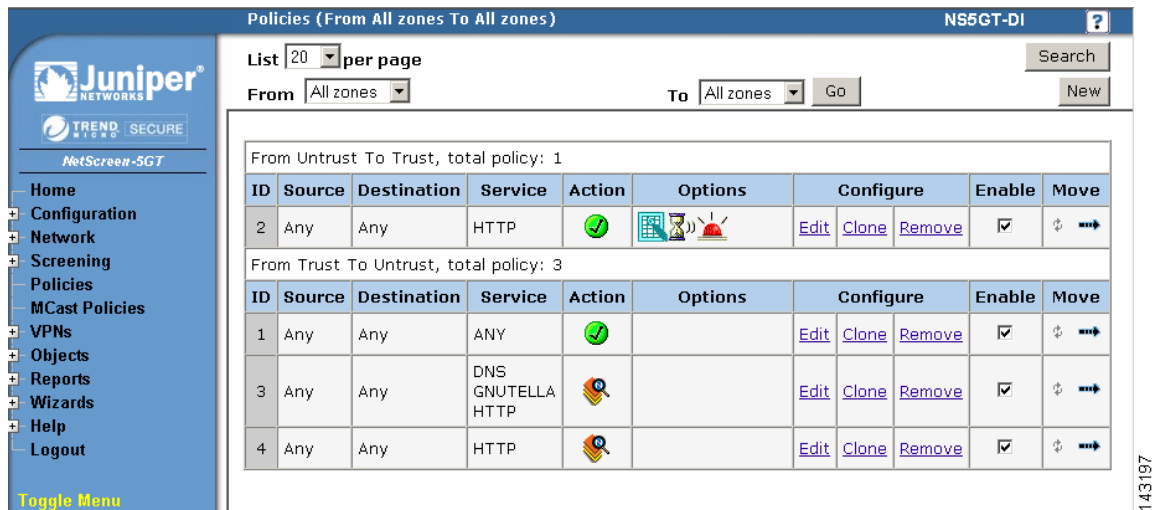 Policies (From All zones To All zones) NS5GT-DI ?
Juniper®
NETWORKS
TREND MICRO SECURE
NetScreen-5GT
Home
Configuration
Network
Screening
Policies
MCast Policies
VPNs
Objects
Reports
Wizards
Help
Logout
Toggle Menu
List 20 per page Search
From All zones To All zones Go New
From Untrust To Trust, total policy: 1
ID Source Destination Service Action Options Configure Enable Move
2 Any Any HTTP Edit Clone Remove
From Trust To Untrust, total policy: 3
ID Source Destination Service Action Options Configure Enable Move
1 Any Any ANY Edit Clone Remove
3 Any Any DNS GNUTELLA HTTP Edit Clone Remove
4 Any Any HTTP Edit Clone Remove
143197